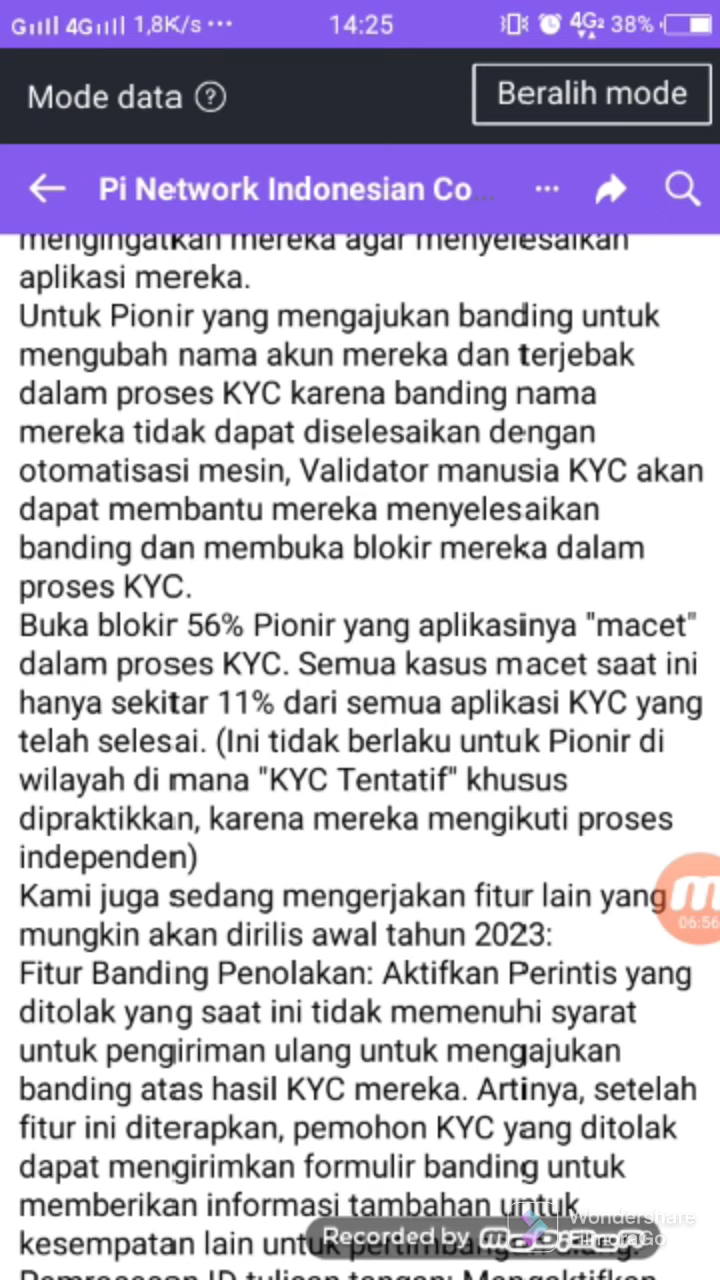 4G 1,8K/s ··· 14:25 4G2 38%
Mode data ? Beralih mode
Pi Network Indonesian Co...
mengingatkan mereka agar menyelesaikan
aplikasi mereka.
Untuk Pionir yang mengajukan banding untuk
mengubah nama akun mereka dan terjebak
dalam proses KYC karena banding nama
mereka tidak dapat diselesaikan dengan
otomatisasi mesin, Validator manusia KYC akan
dapat membantu mereka menyelesaikan
banding dan membuka blokir mereka dalam
proses KYC.
Buka blokir 56% Pionir yang aplikasinya "macet"
dalam proses KYC. Semua kasus macet saat ini
hanya sekitar 11% dari semua aplikasi KYC yang
telah selesai. (Ini tidak berlaku untuk Pionir di
wilayah di mana "KYC Tentatif" khusus
dipraktikkan, karena mereka mengikuti proses
independen)
Kami juga sedang mengerjakan fitur lain yang
06:56
mungkin akan dirilis awal tahun 2023:
Fitur Banding Penolakan: Aktifkan Perintis yang
ditolak yang saat ini tidak memenuhi syarat
untuk pengiriman ulang untuk mengajukan
banding atas hasil KYC mereka. Artinya, setelah
fitur ini diterapkan, pemohon KYC yang ditolak
dapat mengirimkan formulir banding untuk
memberikan informasi tambahan untuk
Wondershare
FilmoraGo
kesempatan lain untuk
Recorded by
Pemrosesan ID tulisan tangan: Mengaktifkan